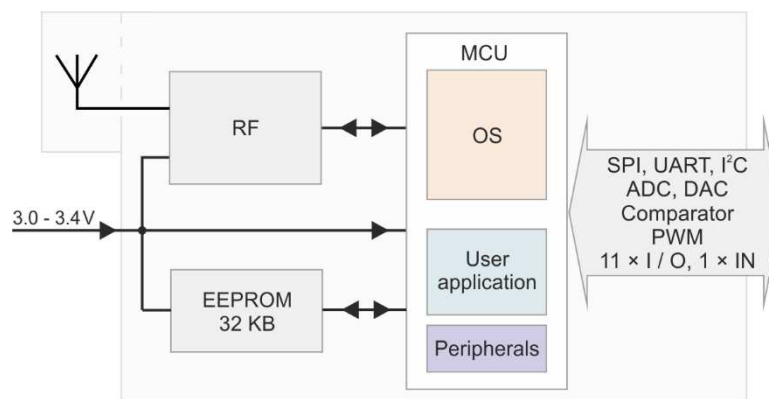 MCU
RF
OS
SPI, UART, I²C
ADC, DAC
Comparator
PWM
11 × I / O, 1 × IN
3.0 - 3.4 V
User
application
EEPROM
32 KB
Peripherals